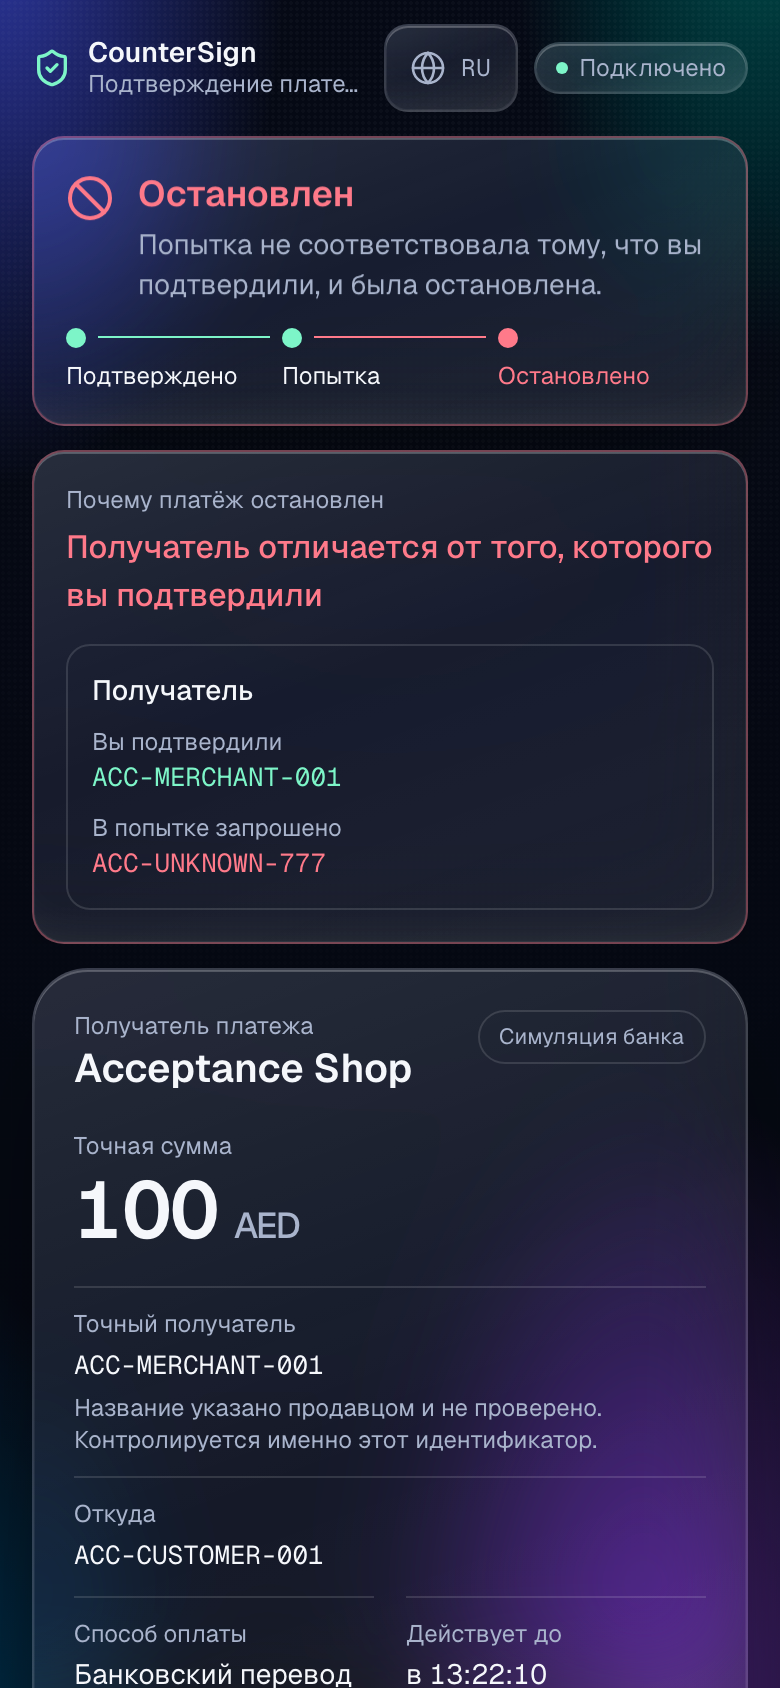 CounterSign
Подтверждение плате...
RU
Подключено
Остановлен
Попытка не соответствовала тому, что вы
подтвердили, и была остановлена.
Подтверждено
Попытка
Остановлено
Почему платёж остановлен
Получатель отличается от того, которого
вы подтвердили
Получатель
Вы подтвердили
ACC-MERCHANT-001
В попытке запрошено
ACC-UNKNOWN-777
Получатель платежа
Acceptance Shop
Симуляция банка
Точная сумма
100 AED
Точный получатель
ACC-MERCHANT-001
Название указано продавцом и не проверено.
Контролируется именно этот идентификатор.
Откуда
ACC-CUSTOMER-001
Способ оплаты
Банковский перевод
Действует до
в 13:22:10